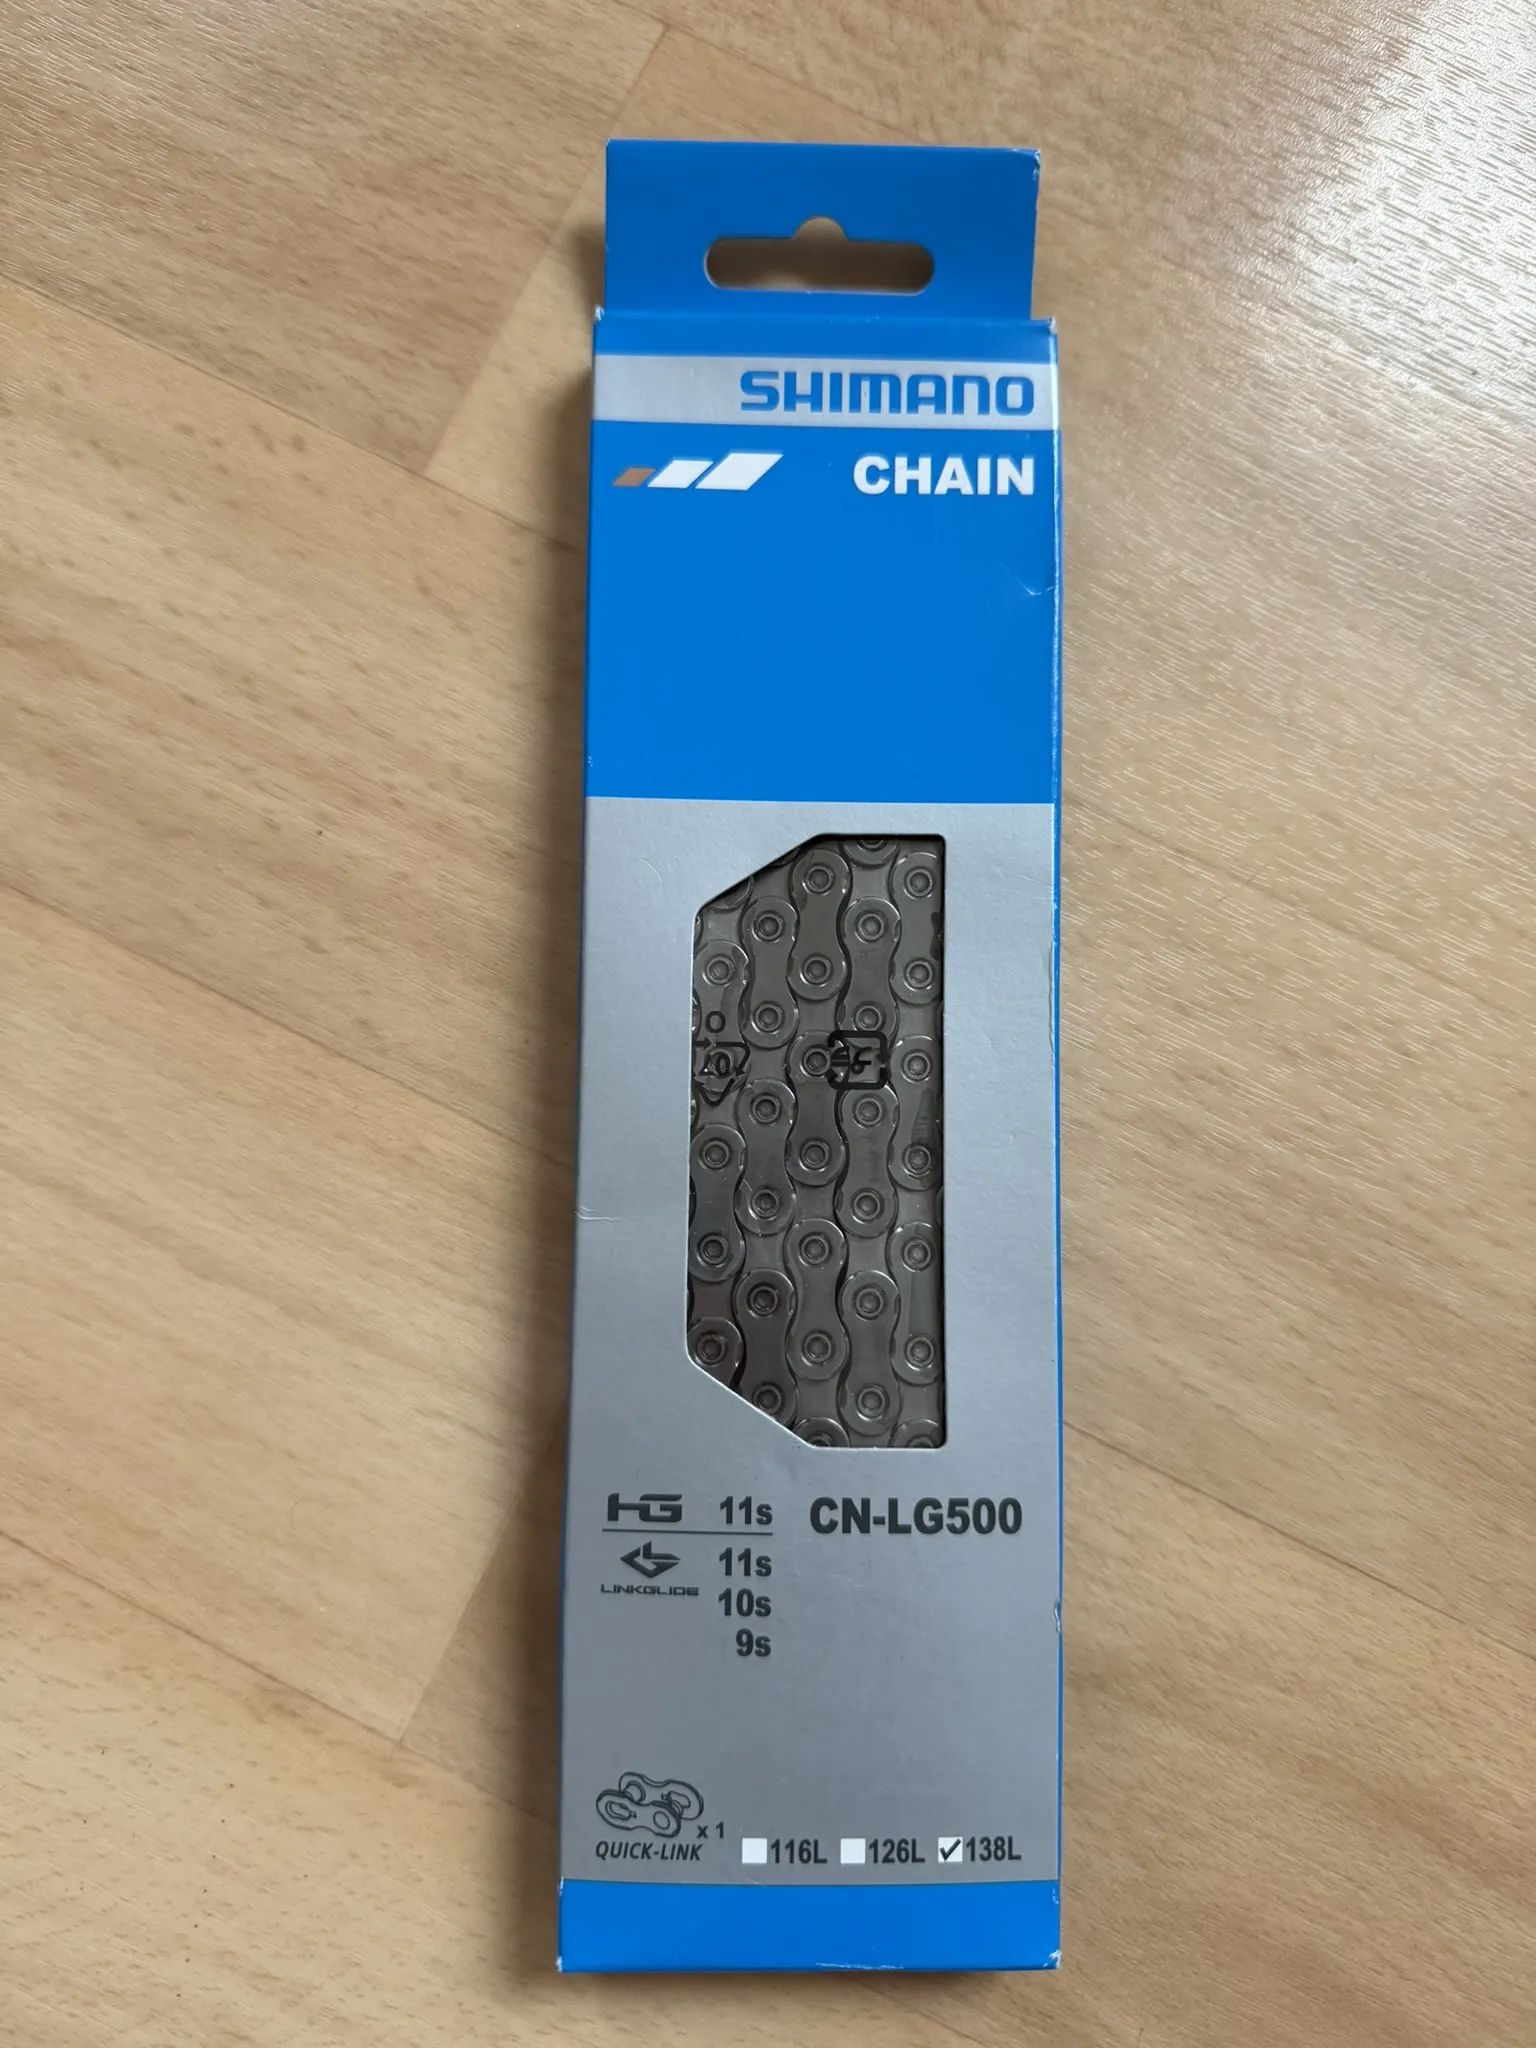 SHIMANO
CHAIN
HG 11s CN-LG500
LINKGLIDE 11s
10s
9s
x 1
QUICK-LINK 116L 126L 138L